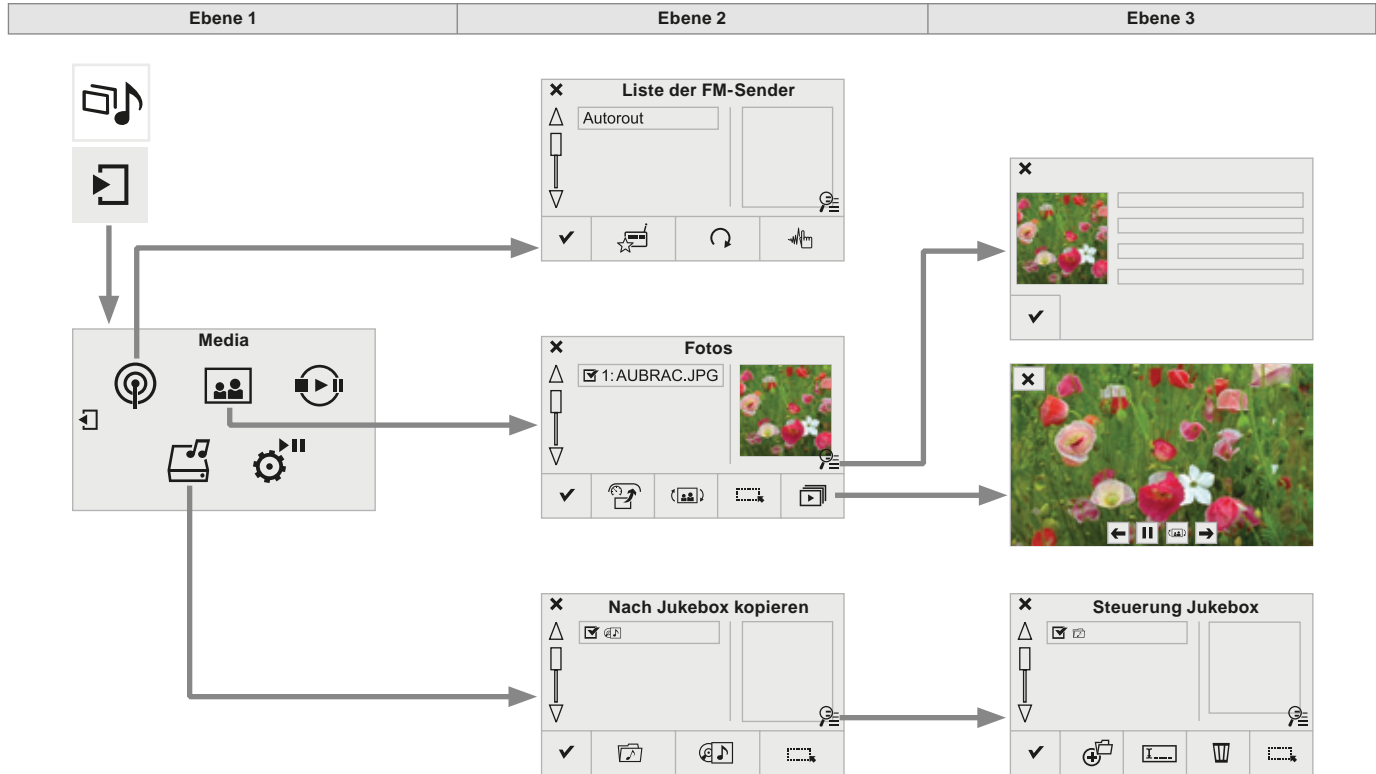 Ebene 1
Ebene 2
Ebene 3
Liste der FM-Sender
Autorout
Media
Fotos
1: AUBRAC.JPG
Nach Jukebox kopieren
Steuerung Jukebox